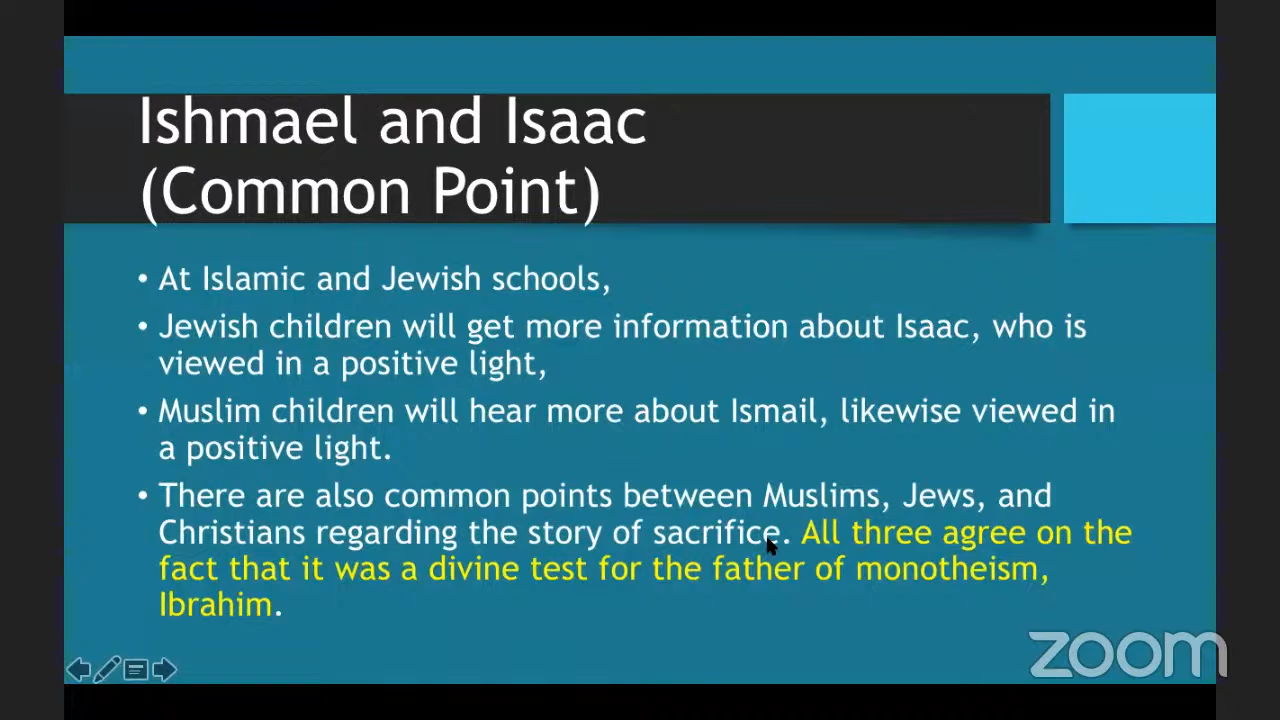 Ishmael and Isaac
(Common Point)
• At Islamic and Jewish schools,
• Jewish children will get more information about Isaac, who is
viewed in a positive light,
• Muslim children will hear more about Ismail, likewise viewed in
a positive light.
• There are also common points between Muslims, Jews, and
Christians regarding the story of sacrifice. All three agree on the
fact that it was a divine test for the father of monotheism,
Ibrahim.
zoom